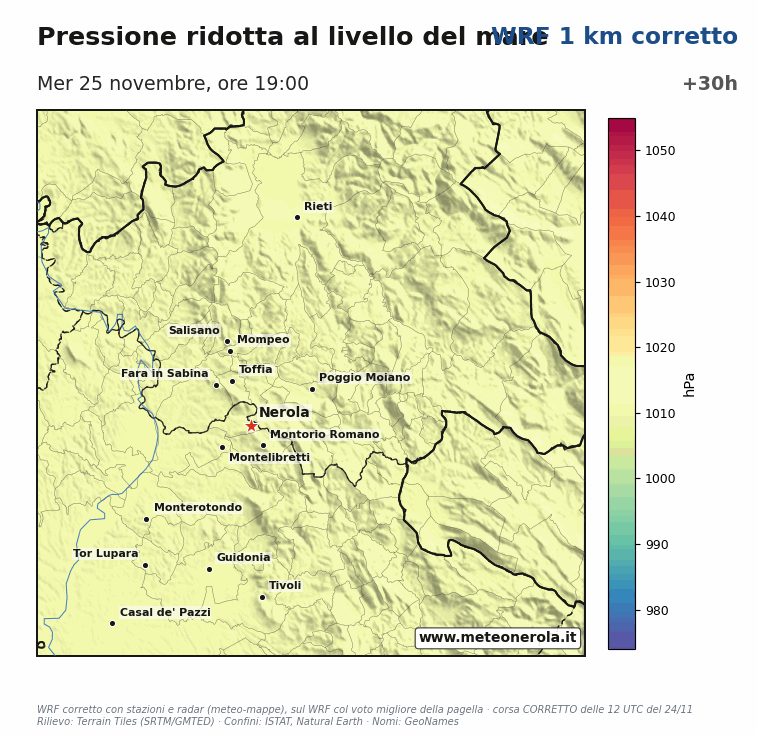 Pressione ridotta al livello del mare WRF 1 km corretto
Mer 25 novembre, ore 19:00 +30h
1050
1040
1030
1020
1010
1000
990
980
hPa
Rieti
Salisano
Mompeo
Toffia
Fara in Sabina
Poggio Moiano
Nerola
Montorio Romano
Montelibretti
Monterotondo
Tor Lupara
Guidonia
Tivoli
Casal de' Pazzi
www.meteonerola.it
WRF corretto con stazioni e radar (meteo-mappe), sul WRF col voto migliore della pagella · corsa CORRETTO delle 12 UTC del 24/11
Rilievo: Terrain Tiles (SRTM/GMTED) · Confini: ISTAT, Natural Earth · Nomi: GeoNames